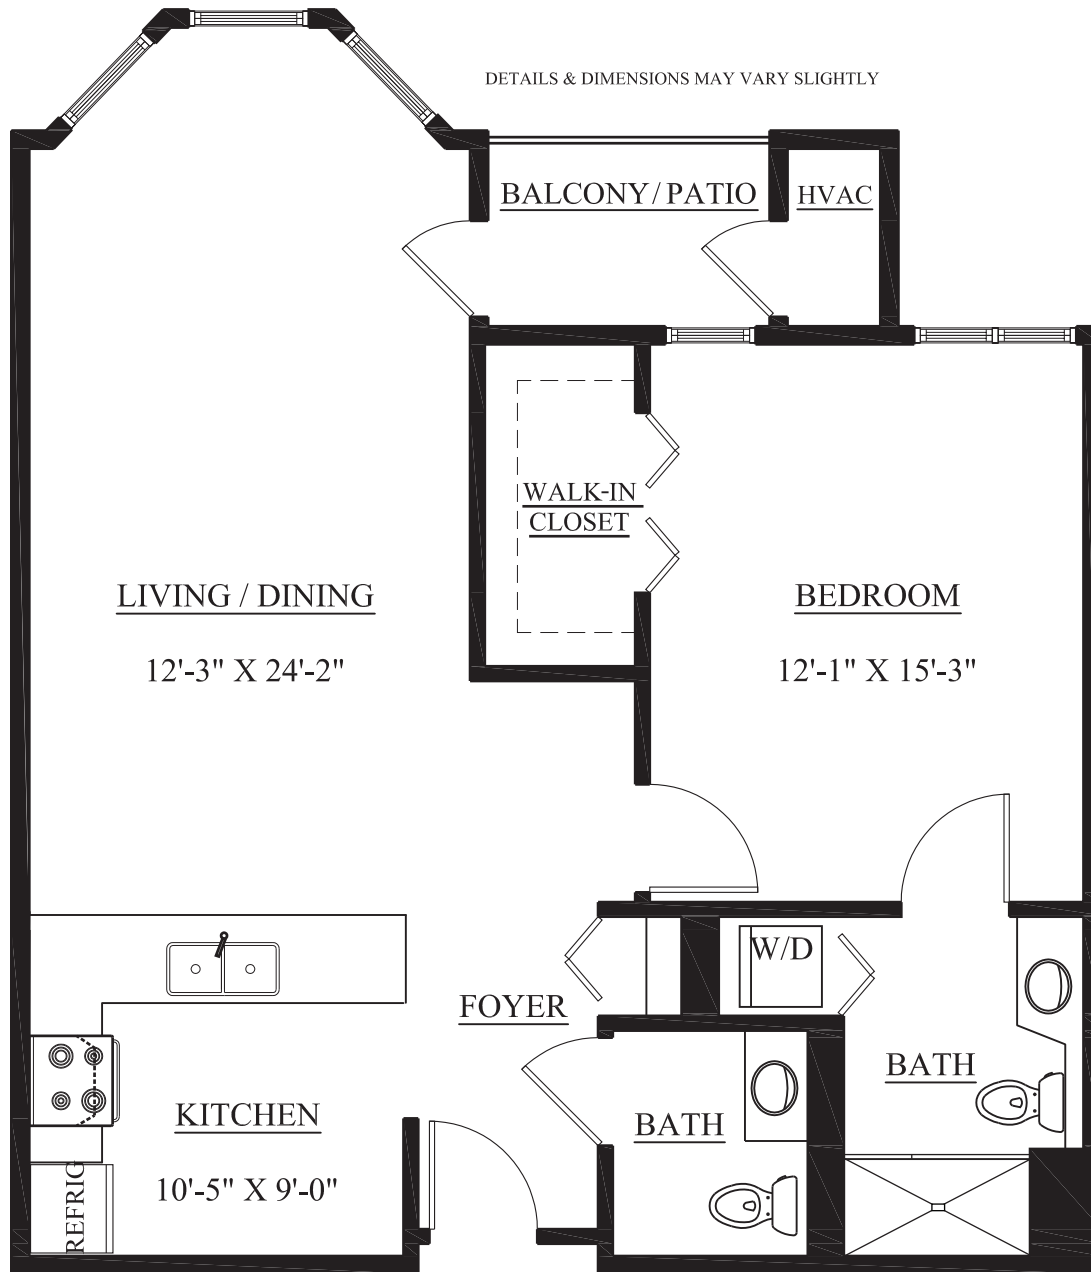 DETAILS & DIMENSIONS MAY VARY SLIGHTLY
BALCONY/ PATIO
HVAC
WALK-IN
CLOSET
LIVING / DINING
12'-3" X 24'-2"
BEDROOM
12'-1" X 15'-3"
W/D
FOYER
BATH
KITCHEN
10'-5" X 9'-0"
BATH
REFRIG